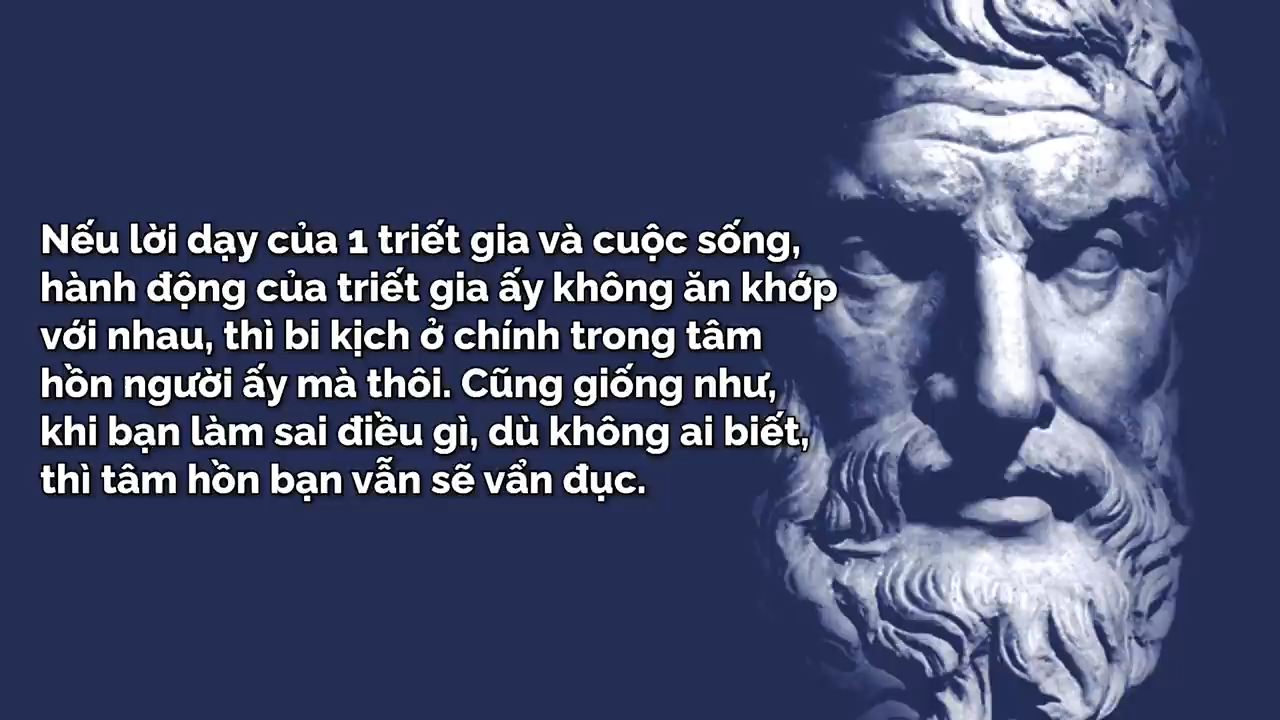 Nếu lời dạy của 1 triết gia và cuộc sống,
hành động của triết gia ấy không ăn khớp
với nhau, thì bi kịch ở chính trong tâm
hồn người ấy mà thôi. Cũng giống như,
khi bạn làm sai điều gì, dù không ai biết,
thì tâm hồn bạn vẫn sẽ vẩn đục.